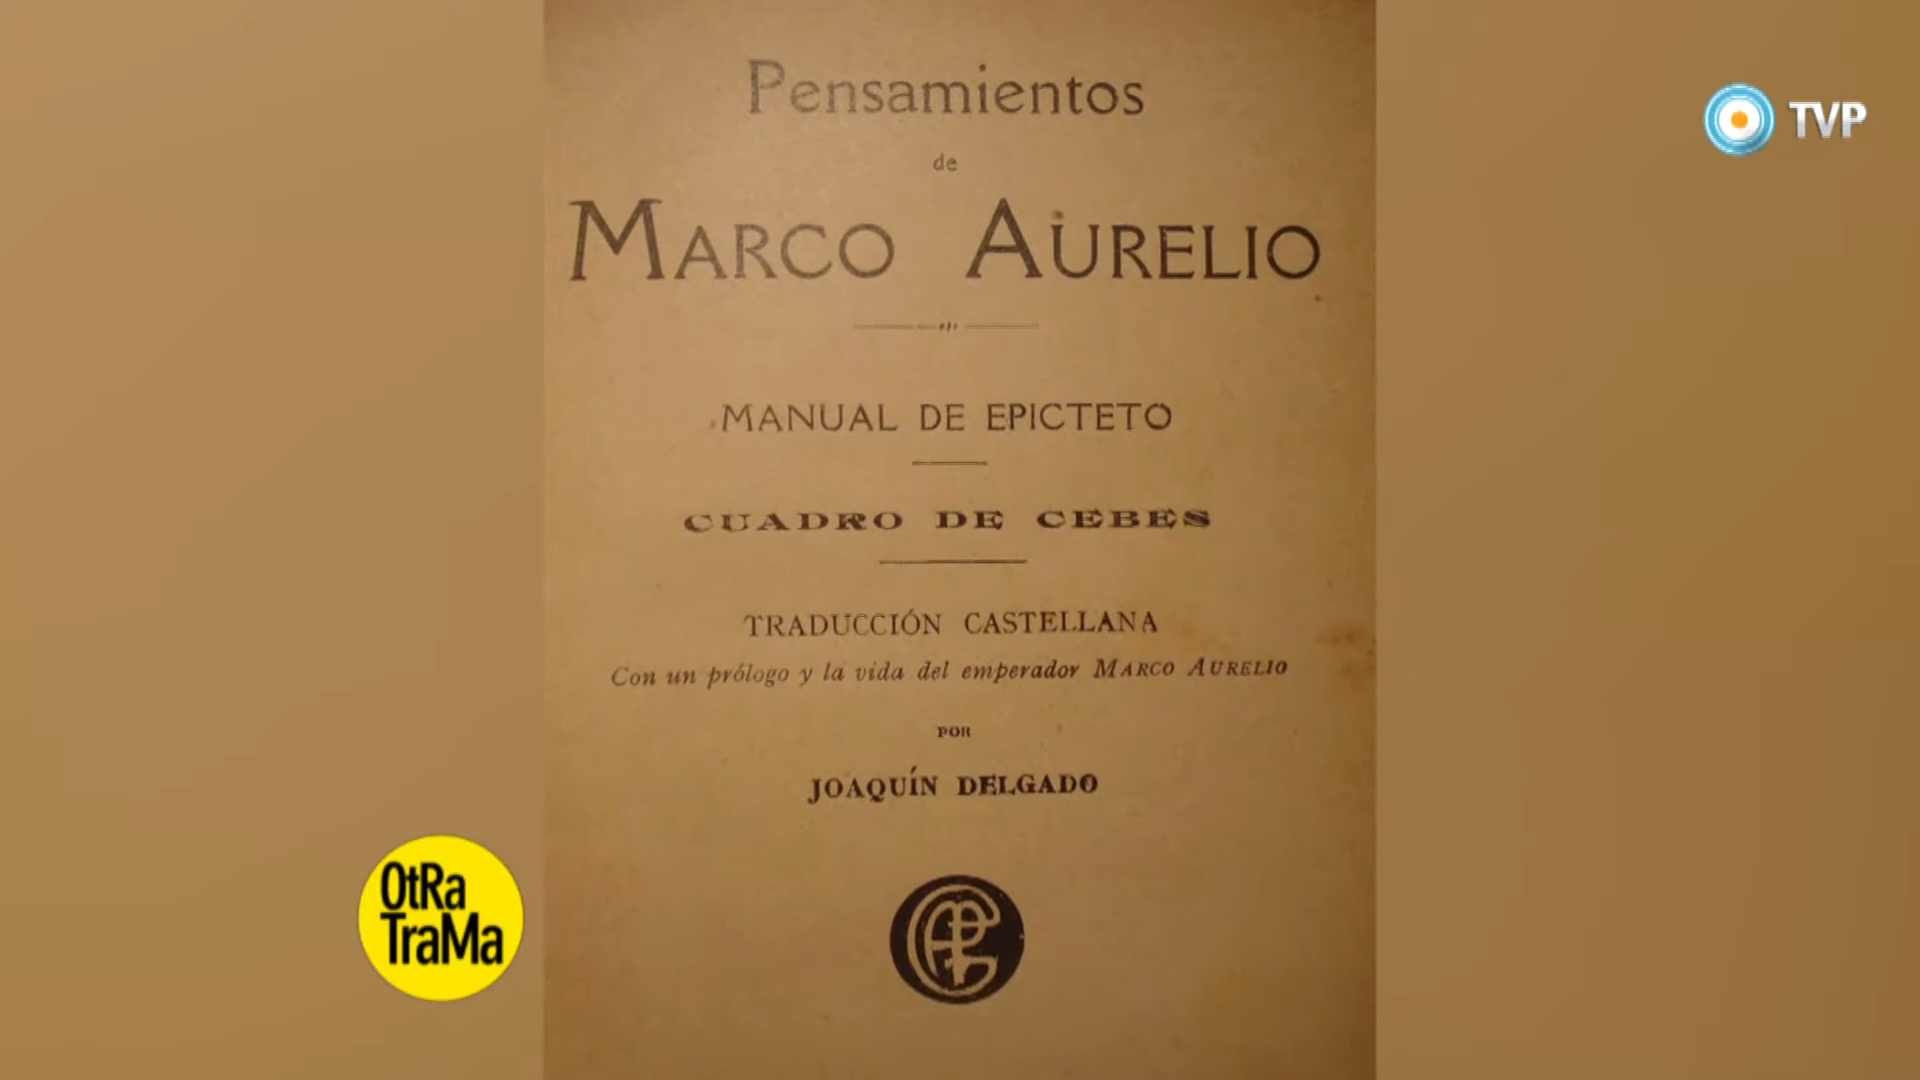 Pensamientos
de
MARCO AURELIO
MANUAL DE EPICTETO
CUADRO DE CEBES
TRADUCCIÓN CASTELLANA
Con un prólogo y la vida del emperador MARCO AURELIO
POR
JOAQUÍN DELGADO
TVP
OtRa
TraMa